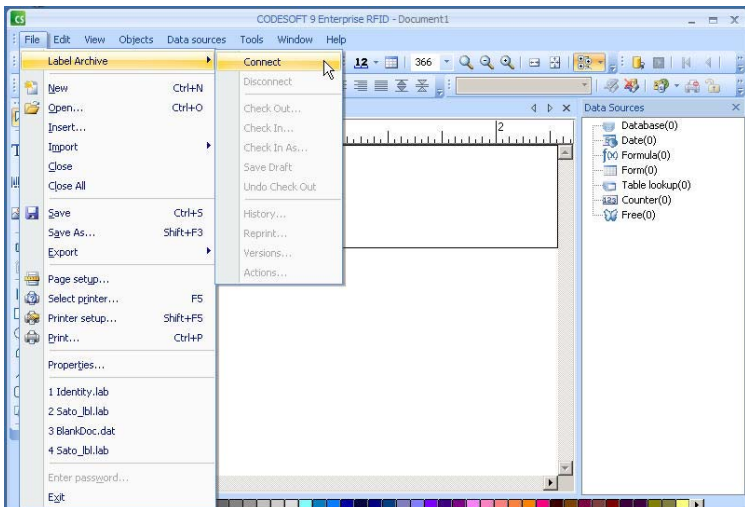 CS CODESOFT 9 Enterprise RFID - Document1
File Edit View Objects Data sources Tools Window Help
Label Archive
Connect
12
366
New Ctrl+N
Disconnect
Open... Ctrl+O
Check Out...
Data Sources
Insert...
Check In...
2
Database(0)
Import
Check In As...
Date(0)
Close
Save Draft
f(x) Formula(0)
Close All
Undo Check Out
Form(0)
Table lookup(0)
Save Ctrl+S
History...
123 Counter(0)
Save As... Shift+F3
Reprint...
Free(0)
Export
Versions...
Page setup...
Actions...
Select printer... F5
Printer setup... Shift+F5
Print... Ctrl+P
Properties...
1 Identity.lab
2 Sato_lbl.lab
3 BlankDoc.dat
4 Sato_lbl.lab
Enter password...
Exit